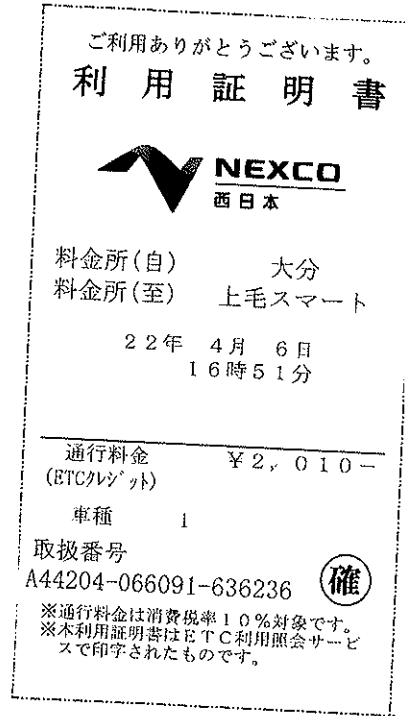 ご利用ありがとうございます。
利用証明書
NEXCO
西日本
料金所(自) 大分
料金所(至) 上毛スマート
22年 4月 6日
16時51分
通行料金 ¥2,010-
(ETCクレジット)
車種 1
取扱番号
A44204-066091-636236 確
※通行料金は消費税率10%対象です。
※本利用証明書はETC利用照会サービ
スで印字されたものです。